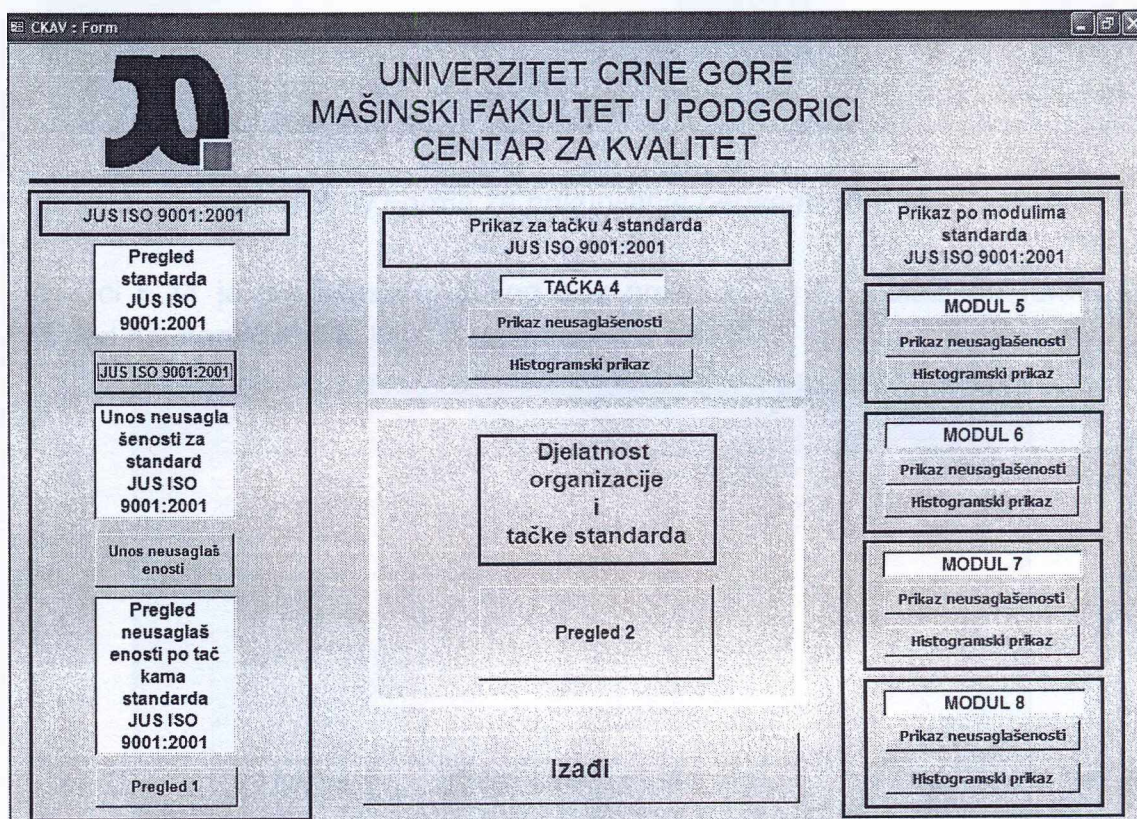 CKAV : Form
UNIVERZITET CRNE GORE
MAŠINSKI FAKULTET U PODGORICI
CENTAR ZA KVALITET
JUS ISO 9001:2001
Pregled
standarda
JUS ISO
9001:2001
JUS ISO 9001:2001
Unos neusagla
šenosti za
standard
JUS ISO
9001:2001
Unos neusaglaš
enosti
Pregled
neusaglaš
enosti po tač
kama
standarda
JUS ISO
9001:2001
Pregled 1
Prikaz za tačku 4 standarda
JUS ISO 9001:2001
TAČKA 4
Prikaz neusaglašenosti
Histogramski prikaz
Djelatnost
organizacije
i
tačke standarda
Pregled 2
Izađi
Prikaz po modulima
standarda
JUS ISO 9001:2001
MODUL 5
Prikaz neusaglašenosti
Histogramski prikaz
MODUL 6
Prikaz neusaglašenosti
Histogramski prikaz
MODUL 7
Prikaz neusaglašenosti
Histogramski prikaz
MODUL 8
Prikaz neusaglašenosti
Histogramski prikaz